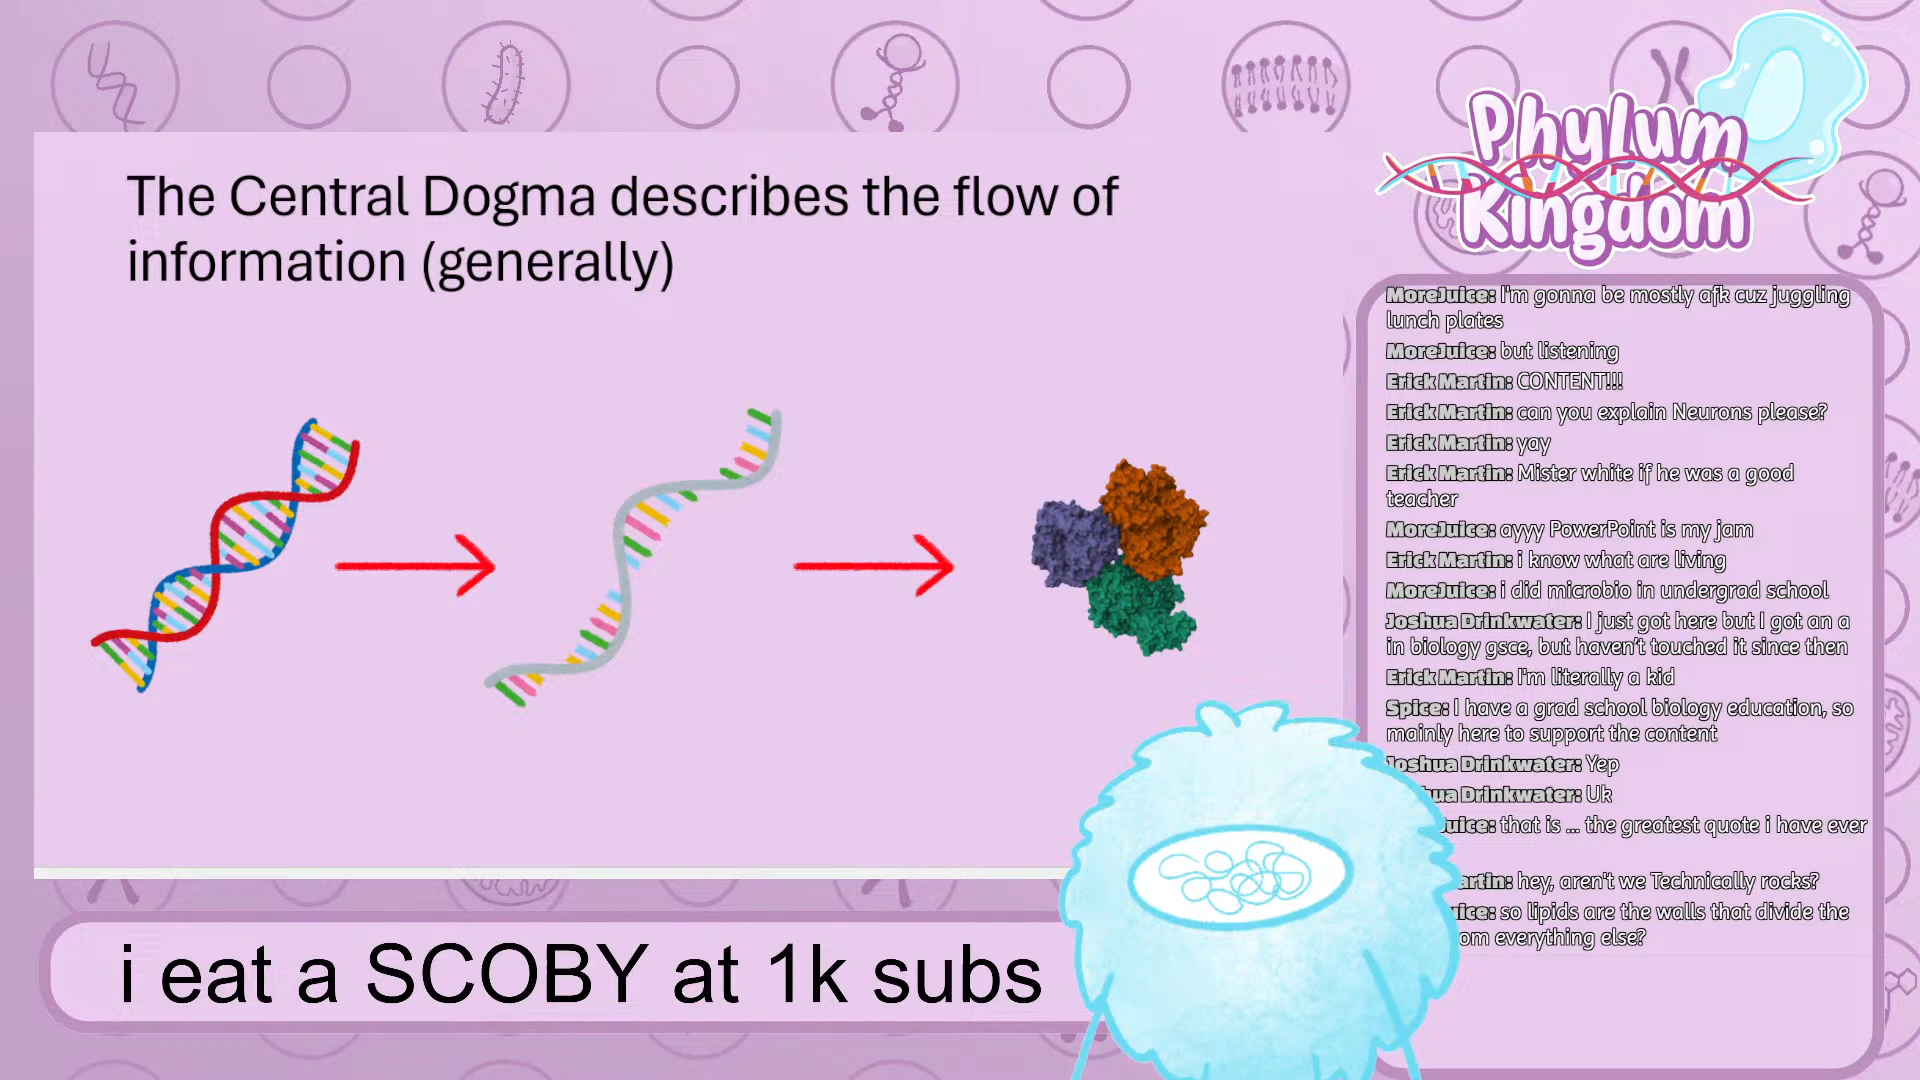 The Central Dogma describes the flow of
information (generally)
Phylum
Kingdom
MoreJuice: I'm gonna be mostly afk cuz juggling
lunch plates
MoreJuice: but listening
Erick Martin: CONTENT!!!
Erick Martin: can you explain Neurons please?
Erick Martin: yay
Erick Martin: Mister white if he was a good
teacher
MoreJuice: ayyy PowerPoint is my jam
Erick Martin: i know what are living
MoreJuice: i did microbio in undergrad school
Joshua Drinkwater: I just got here but I got an a
in biology gsce, but haven't touched it since then
Erick Martin: I'm literally a kid
Spice: I have a grad school biology education, so
mainly here to support the content
Joshua Drinkwater: Yep
Drinkwater: Uk
that is ... the greatest quote i have ever
hey, aren't we Technically rocks?
so lipids are the walls that divide the
everything else?
i eat a SCOBY at 1k subs